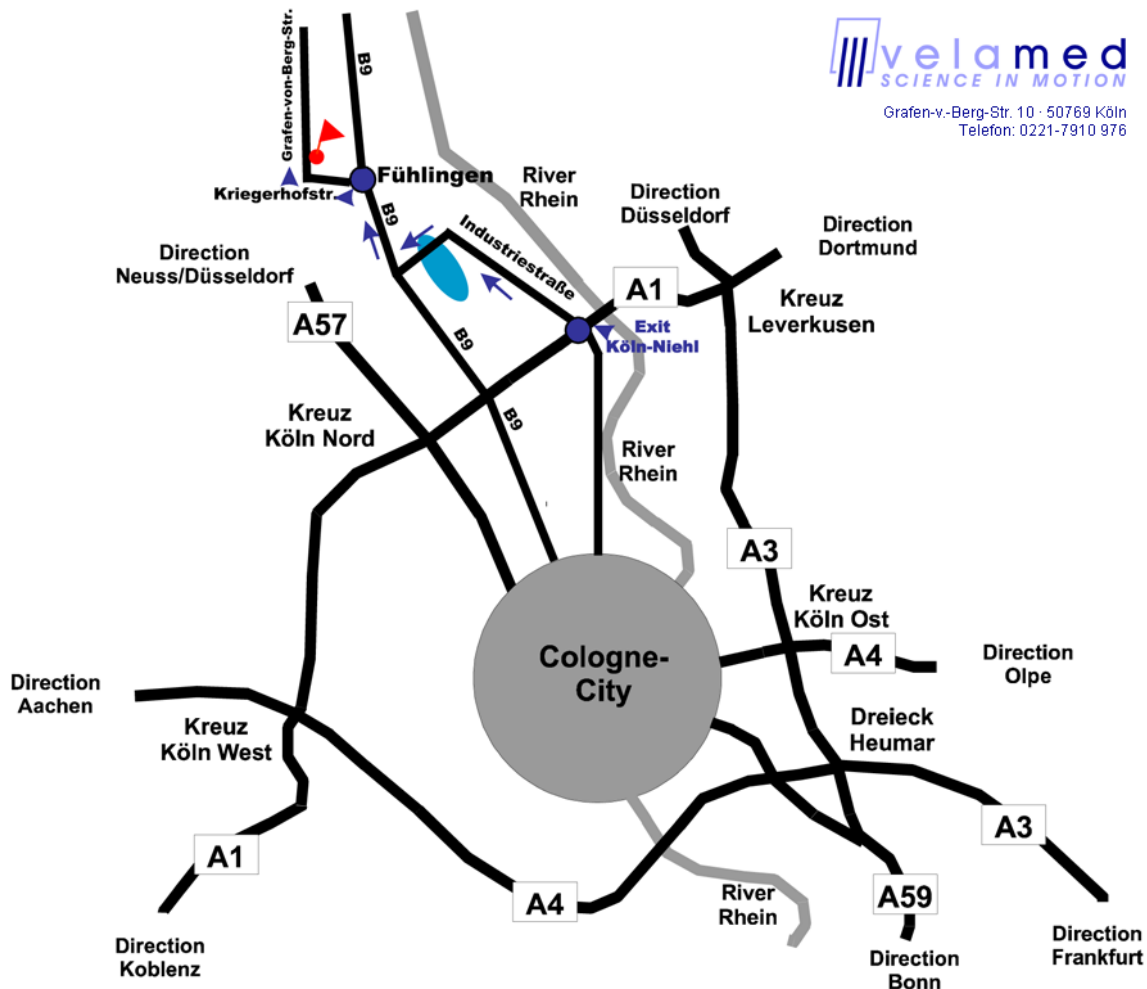 velamed
SCIENCE IN MOTION
Grafen-v.-Berg-Str. 10 · 50769 Köln
Telefon: 0221-7910 976
Grafen-von-Berg-Str.
B9
Fühlingen
Kriegerhofstr.
B9
River
Rhein
Direction
Düsseldorf
Direction
Dortmund
Industriestraße
Direction
Neuss/Düsseldorf
A1
Kreuz
Leverkusen
A57
Exit
Köln-Niehl
B9
B9
Kreuz
Köln Nord
River
Rhein
A3
Kreuz
Köln Ost
A4
Direction
Olpe
Cologne-
City
Direction
Aachen
Kreuz
Köln West
Dreieck
Heumar
A3
A1
A4
A59
River
Rhein
Direction
Koblenz
Direction
Bonn
Direction
Frankfurt